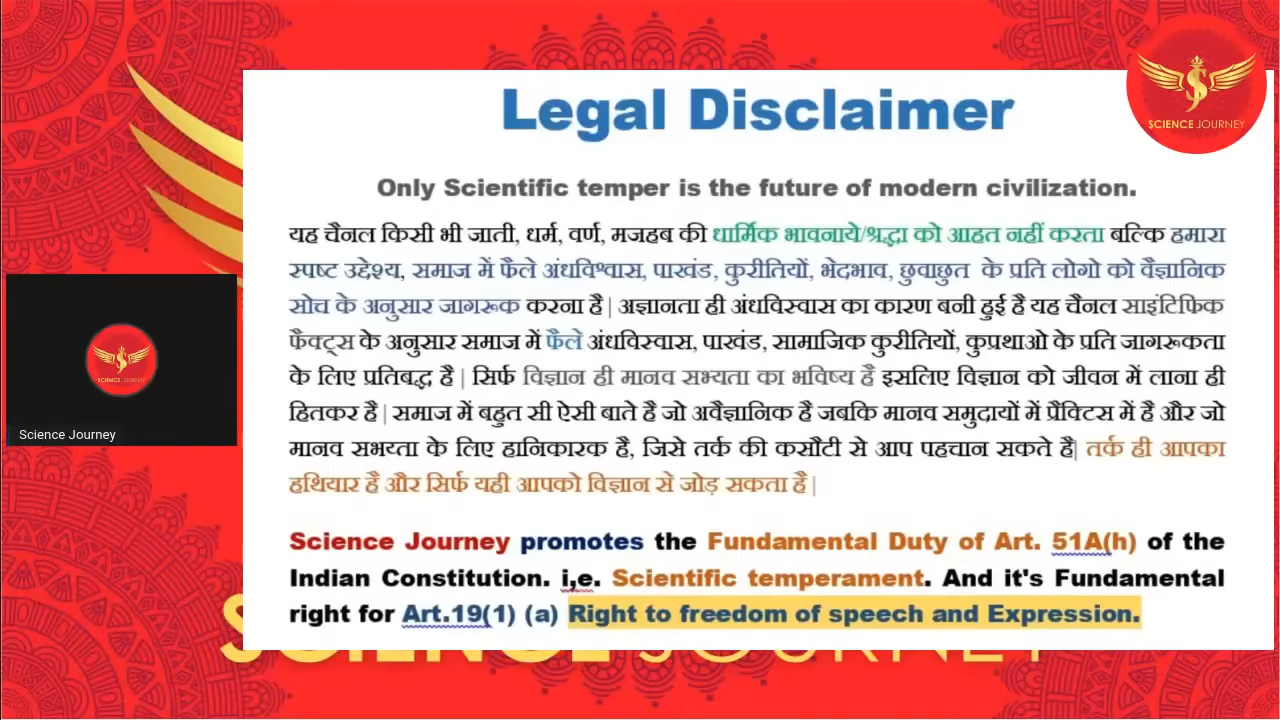 Legal Disclaimer
SCIENCE JOURNEY
Only Scientific temper is the future of modern civilization.
यह चैनल किसी भी जाती, धर्म, वर्ण, मजहब की धार्मिक भावनाये/श्रद्धा को आहत नहीं करता बल्कि हमारा
स्पष्ट उद्देश्य, समाज में फैले अंधविश्वास, पाखंड, कुरीतियों, भेदभाव, छुवाछुत के प्रति लोगो को वैज्ञानिक
सोच के अनुसार जागरूक करना है | अज्ञानता ही अंधविस्वास का कारण बनी हुई है यह चैनल साइंटिफिक
फैक्ट्स के अनुसार समाज में फैले अंधविस्वास, पाखंड, सामाजिक कुरीतियों, कुप्रथाओ के प्रति जागरूकता
के लिए प्रतिबद्ध है | सिर्फ विज्ञान ही मानव सभ्यता का भविष्य है इसलिए विज्ञान को जीवन में लाना ही
हितकर है | समाज में बहुत सी ऐसी बाते है जो अवैज्ञानिक है जबकि मानव समुदायों में प्रैक्टिस में है और जो
मानव सभय्ता के लिए हानिकारक है, जिसे तर्क की कसौटी से आप पहचान सकते है| तर्क ही आपका
हथियार है और सिर्फ यही आपको विज्ञान से जोड़ सकता है |
Science Journey promotes the Fundamental Duty of Art. 51A(h) of the
Indian Constitution. i,e. Scientific temperament. And it's Fundamental
right for Art.19(1) (a) Right to freedom of speech and Expression.
SCIENCE JOURNEY
Science Journey
SCIENCE JOURNEY